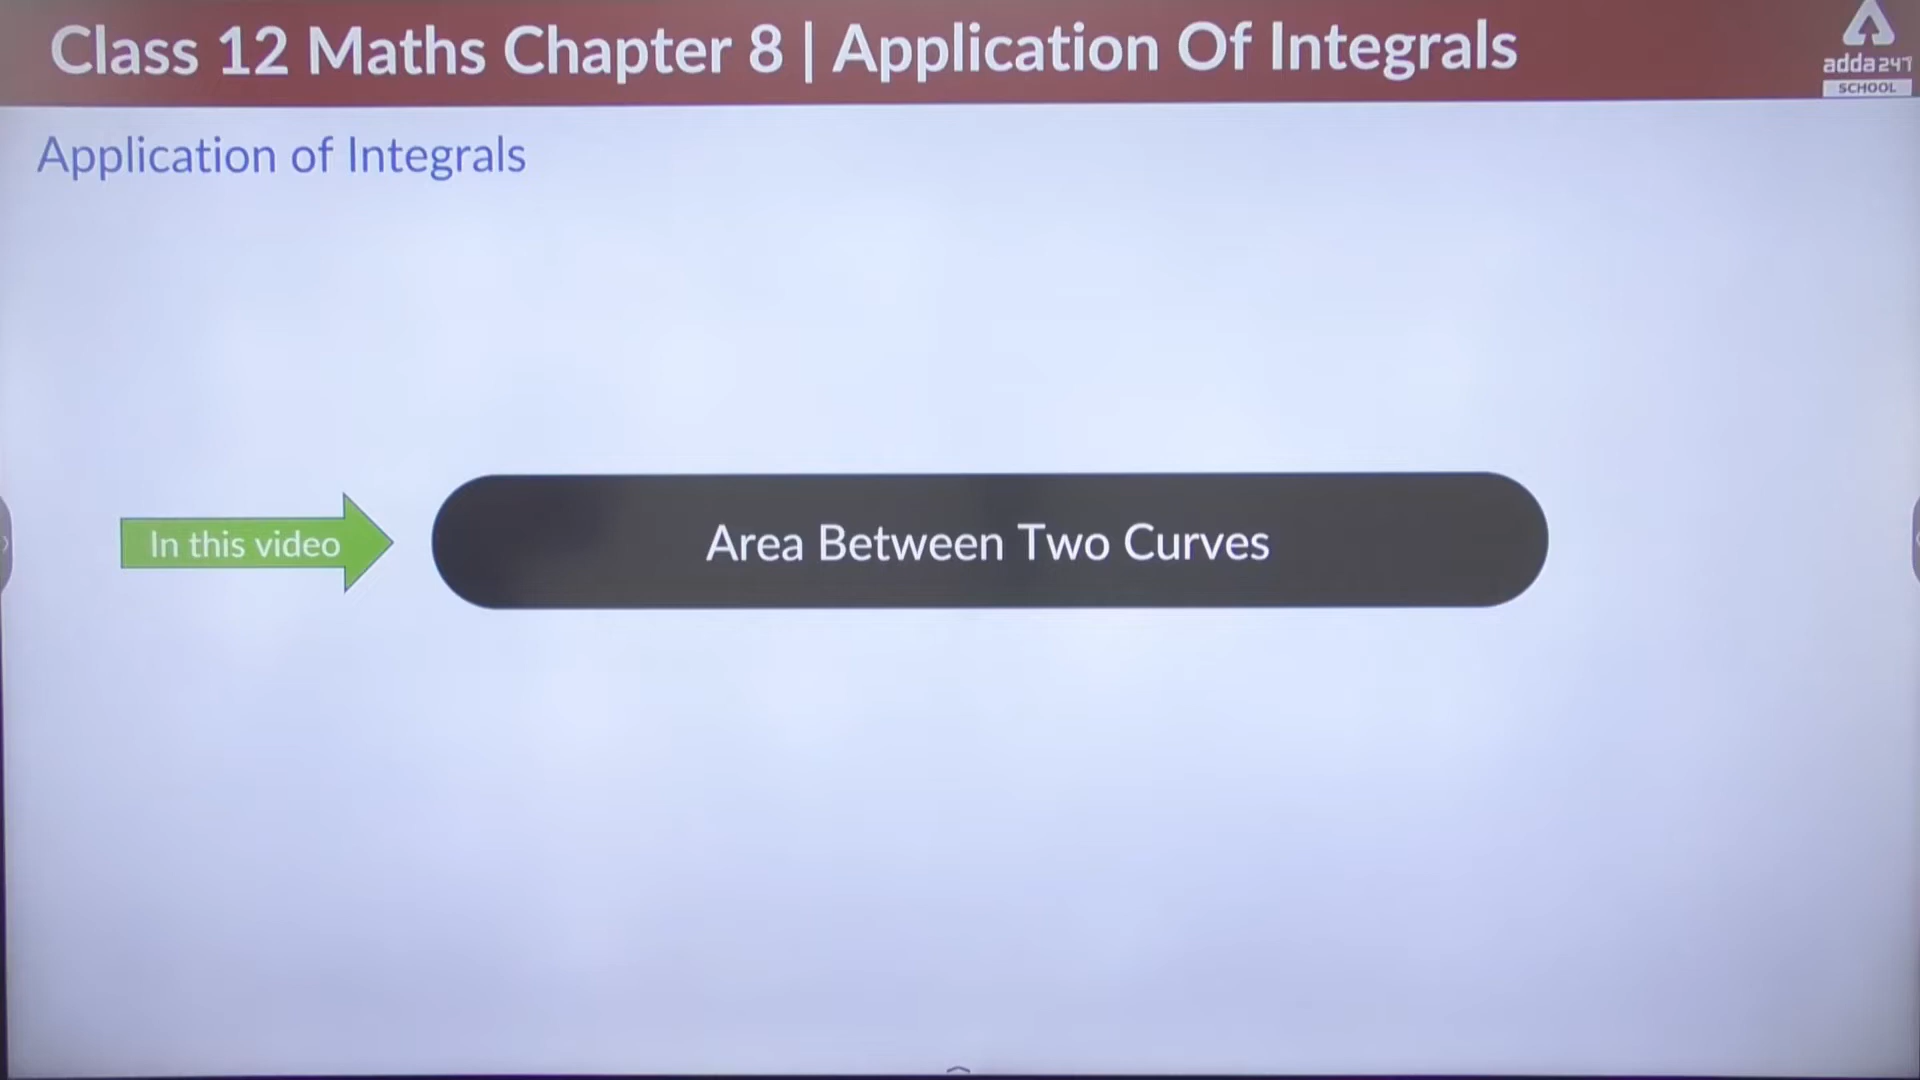 Class 12 Maths Chapter 8 | Application Of Integrals
adda247
SCHOOL
Application of Integrals
In this video
Area Between Two Curves